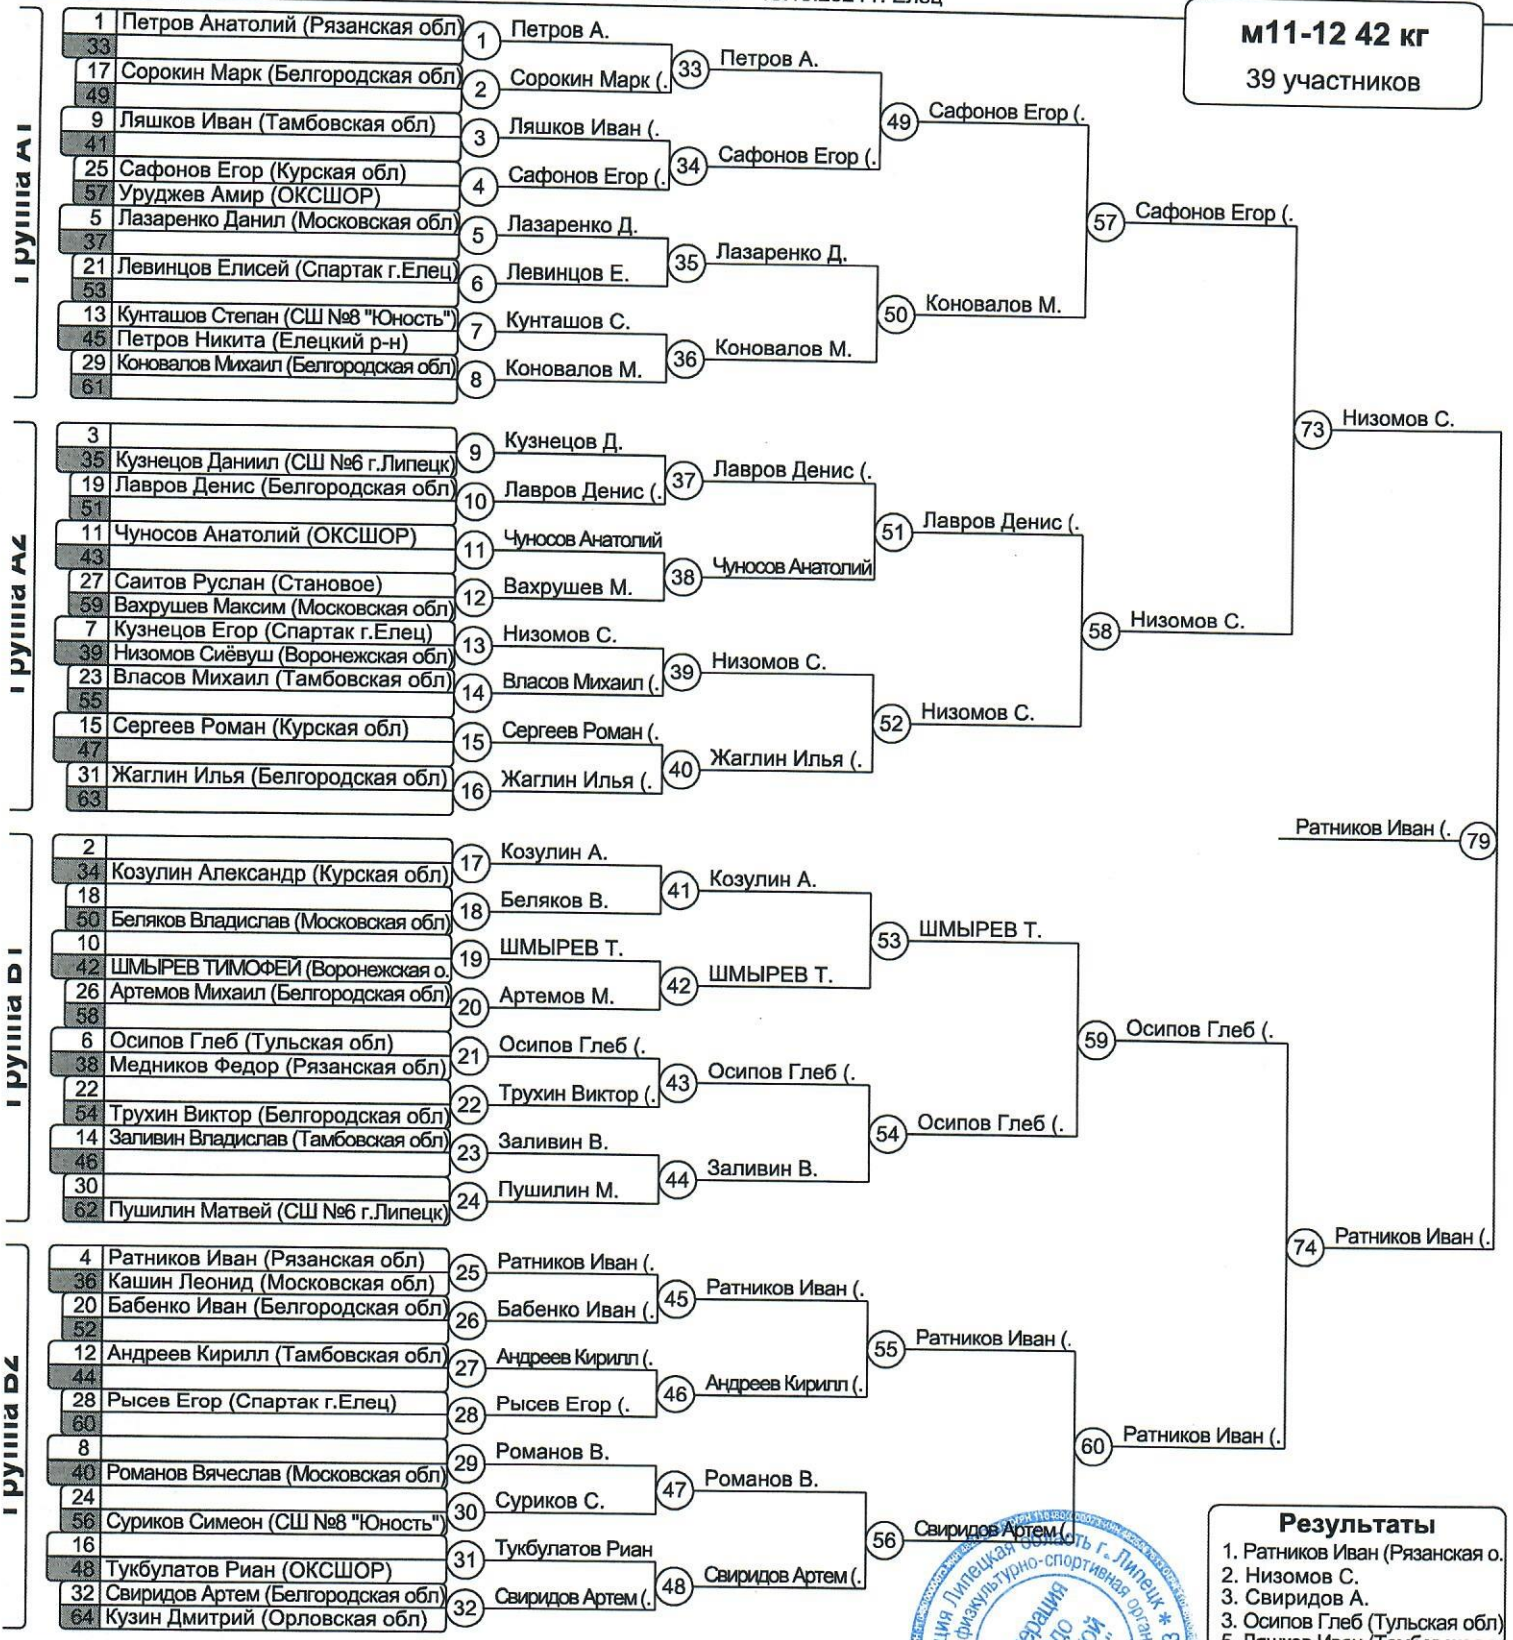 м11-12 42 кг
39 участников
1 Петров Анатолий (Рязанская обл)
33
17 Сорокин Марк (Белгородская обл)
49
9 Ляшков Иван (Тамбовская обл)
41
25 Сафонов Егор (Курская обл)
57 Уруджев Амир (ОКСШОР)
5 Лазаренко Данил (Московская обл)
37
21 Левинцов Елисей (Спартак г.Елец)
53
13 Кунташов Степан (СШ №8 "Юность")
45 Петров Никита (Елецкий р-н)
29 Коновалов Михаил (Белгородская обл)
61
1 Петров А.
2 Сорокин Марк (.
3 Ляшков Иван (.
4 Сафонов Егор (.
5 Лазаренко Д.
6 Левинцов Е.
7 Кунташов С.
8 Коновалов М.
33 Петров А.
34 Сафонов Егор (.
35 Лазаренко Д.
36 Коновалов М.
49 Сафонов Егор (.
50 Коновалов М.
57 Сафонов Егор (.
Группа А2
3
35 Кузнецов Даниил (СШ №6 г.Липецк)
19 Лавров Денис (Белгородская обл)
51
11 Чуносов Анатолий (ОКСШОР)
43
27 Саитов Руслан (Становое)
59 Вахрушев Максим (Московская обл)
7 Кузнецов Егор (Спартак г.Елец)
39 Низомов Сиёвуш (Воронежская обл)
23 Власов Михаил (Тамбовская обл)
55
15 Сергеев Роман (Курская обл)
47
31 Жаглин Илья (Белгородская обл)
63
9 Кузнецов Д.
10 Лавров Денис (.
11 Чуносов Анатолий
12 Вахрушев М.
13 Низомов С.
14 Власов Михаил (.
15 Сергеев Роман (.
16 Жаглин Илья (.
37 Лавров Денис (.
38 Чуносов Анатолий
39 Низомов С.
40 Жаглин Илья (.
51 Лавров Денис (.
52 Низомов С.
58 Низомов С.
73 Низомов С.
2
34 Козулин Александр (Курская обл)
18
50 Беляков Владислав (Московская обл)
10
42 ШМЫРЕВ ТИМОФЕЙ (Воронежская о.
26 Артемов Михаил (Белгородская обл)
58
6 Осипов Глеб (Тульская обл)
38 Медников Федор (Рязанская обл)
22
54 Трухин Виктор (Белгородская обл)
14 Заливин Владислав (Тамбовская обл)
46
30
62 Пушилин Матвей (СШ №6 г.Липецк)
17 Козулин А.
18 Беляков В.
19 ШМЫРЕВ Т.
20 Артемов М.
21 Осипов Глеб (.
22 Трухин Виктор (.
23 Заливин В.
24 Пушилин М.
41 Козулин А.
42 ШМЫРЕВ Т.
43 Осипов Глеб (.
44 Заливин В.
53 ШМЫРЕВ Т.
54 Осипов Глеб (.
59 Осипов Глеб (.
Ратников Иван (. 79
4 Ратников Иван (Рязанская обл)
36 Кашин Леонид (Московская обл)
20 Бабенко Иван (Белгородская обл)
52
12 Андреев Кирилл (Тамбовская обл)
44
28 Рысев Егор (Спартак г.Елец)
60
8
40 Романов Вячеслав (Московская обл)
24
56 Суриков Симеон (СШ №8 "Юность")
16
48 Тукбулатов Риан (ОКСШОР)
32 Свиридов Артем (Белгородская обл)
64 Кузин Дмитрий (Орловская обл)
25 Ратников Иван (.
26 Бабенко Иван (.
27 Андреев Кирилл (.
28 Рысев Егор (.
29 Романов В.
30 Суриков С.
31 Тукбулатов Риан
32 Свиридов Артем (.
45 Ратников Иван (.
46 Андреев Кирилл (.
47 Романов В.
48 Свиридов Артем (.
55 Ратников Иван (.
56 Свиридов Артем (.
60 Ратников Иван (.
74 Ратников Иван (.
Липецкая область г. Липецк *
физкультурно-спортивная
Результаты
1. Ратников Иван (Рязанская о.
2. Низомов С.
3. Свиридов А.
3. Осипов Глеб (Тульская обл)